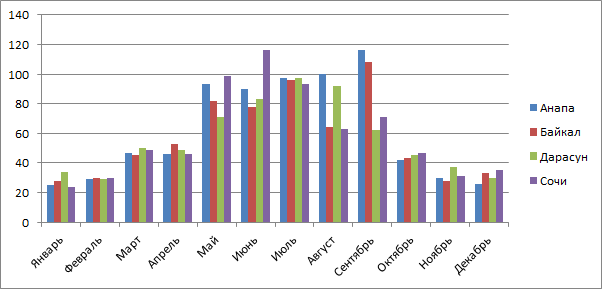 140
120
100
80
60
40
20
0
Январь
Февраль
Март
Апрель
Май
Июнь
Июль
Август
Сентябрь
Октябрь
Ноябрь
Декабрь
Анапа
Байкал
Дарасун
Сочи